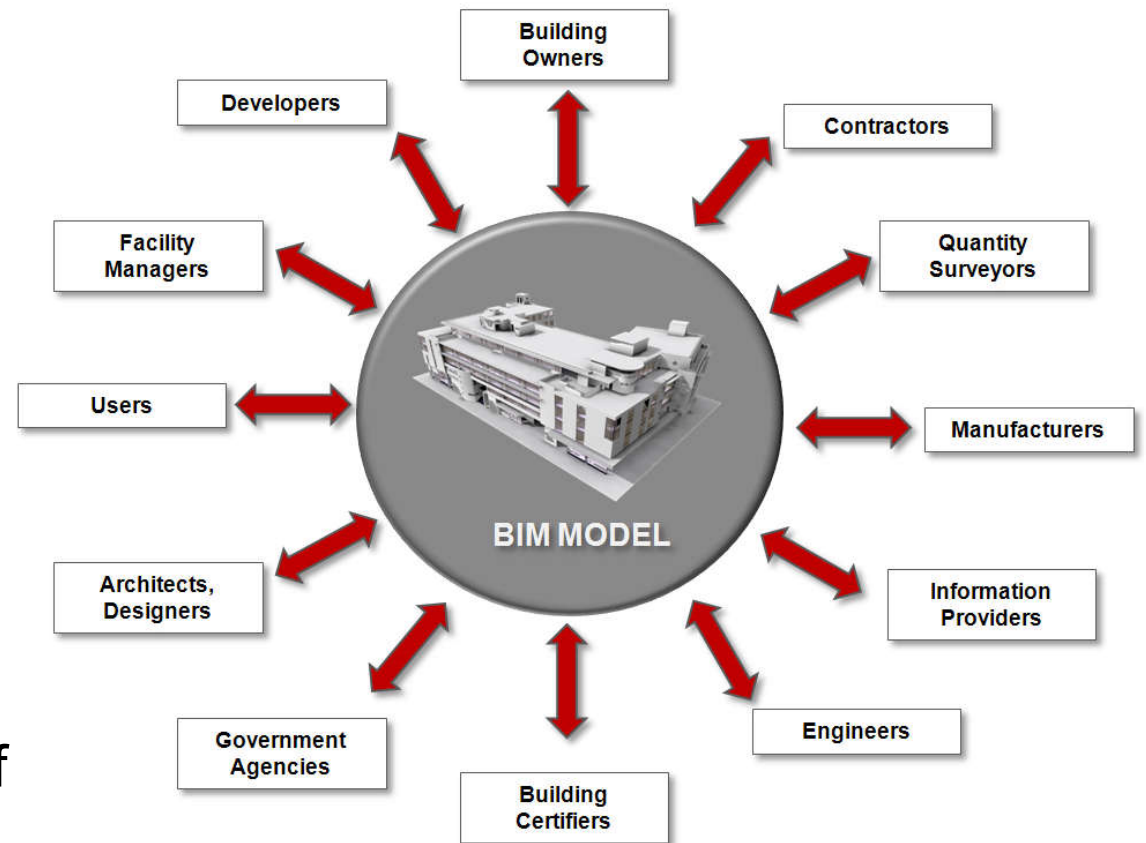 Building
Owners
Developers
Contractors
Facility
Managers
Quantity
Surveyors
Users
Manufacturers
BIM MODEL
Architects,
Designers
Information
Providers
Government
Agencies
Engineers
Building
Certifiers
f